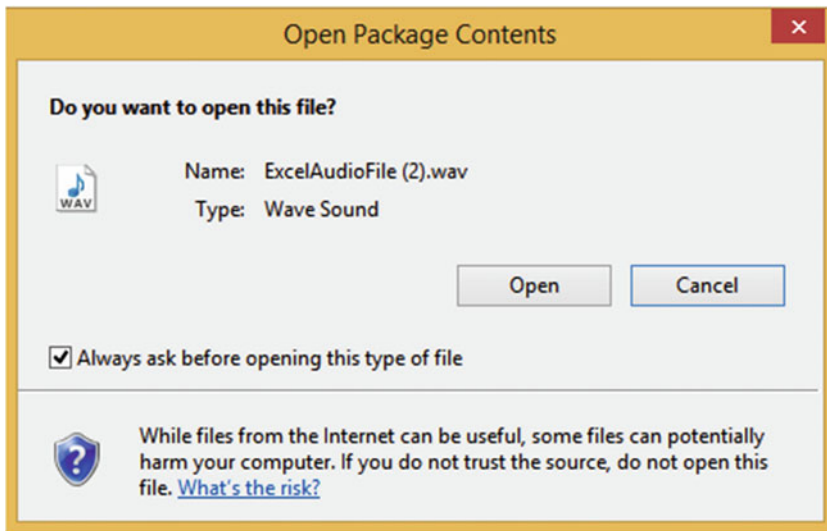 Open Package Contents
Do you want to open this file?
WAV
Name: ExcelAudioFile (2).wav
Type: Wave Sound
Open Cancel
Always ask before opening this type of file
While files from the Internet can be useful, some files can potentially
harm your computer. If you do not trust the source, do not open this
file. What's the risk?